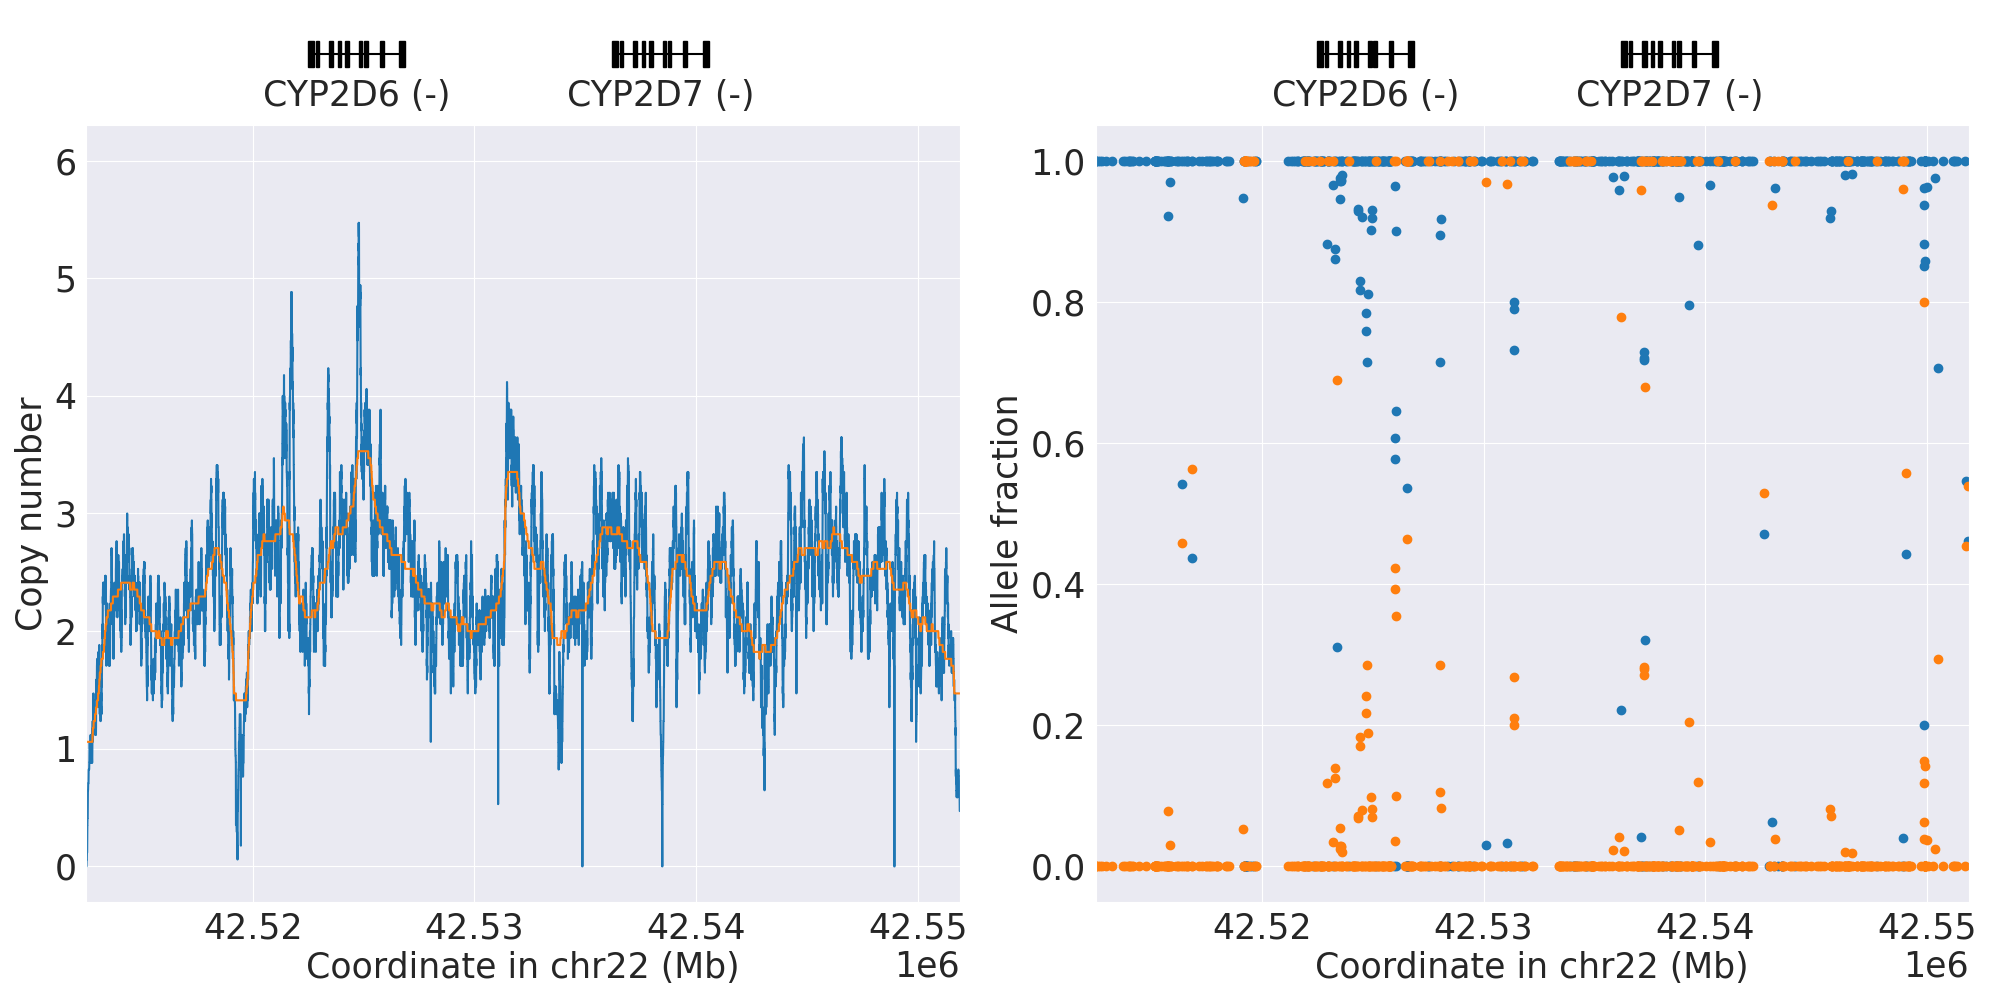 CYP2D6 (-) CYP2D7 (-)
Copy number
6
5
4
3
2
1
0
42.52 42.53 42.54 42.55
Coordinate in chr22 (Mb)
1e6
CYP2D6 (-) CYP2D7 (-)
Allele fraction
1.0
0.8
0.6
0.4
0.2
0.0
42.52 42.53 42.54 42.55
Coordinate in chr22 (Mb)
1e6